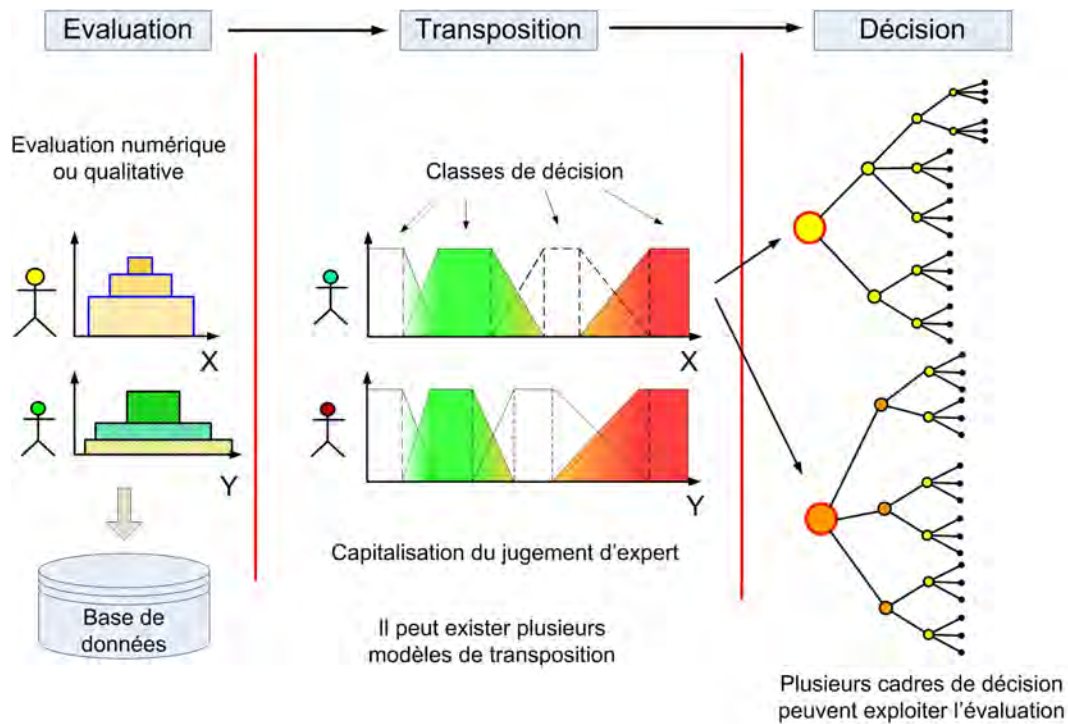 Evaluation
Transposition
Décision
Evaluation numérique
ou qualitative
X
Y
Base de
données
Classes de décision
X
Y
Capitalisation du jugement d'expert
Il peut exister plusieurs
modèles de transposition
Plusieurs cadres de décision
peuvent exploiter l'évaluation